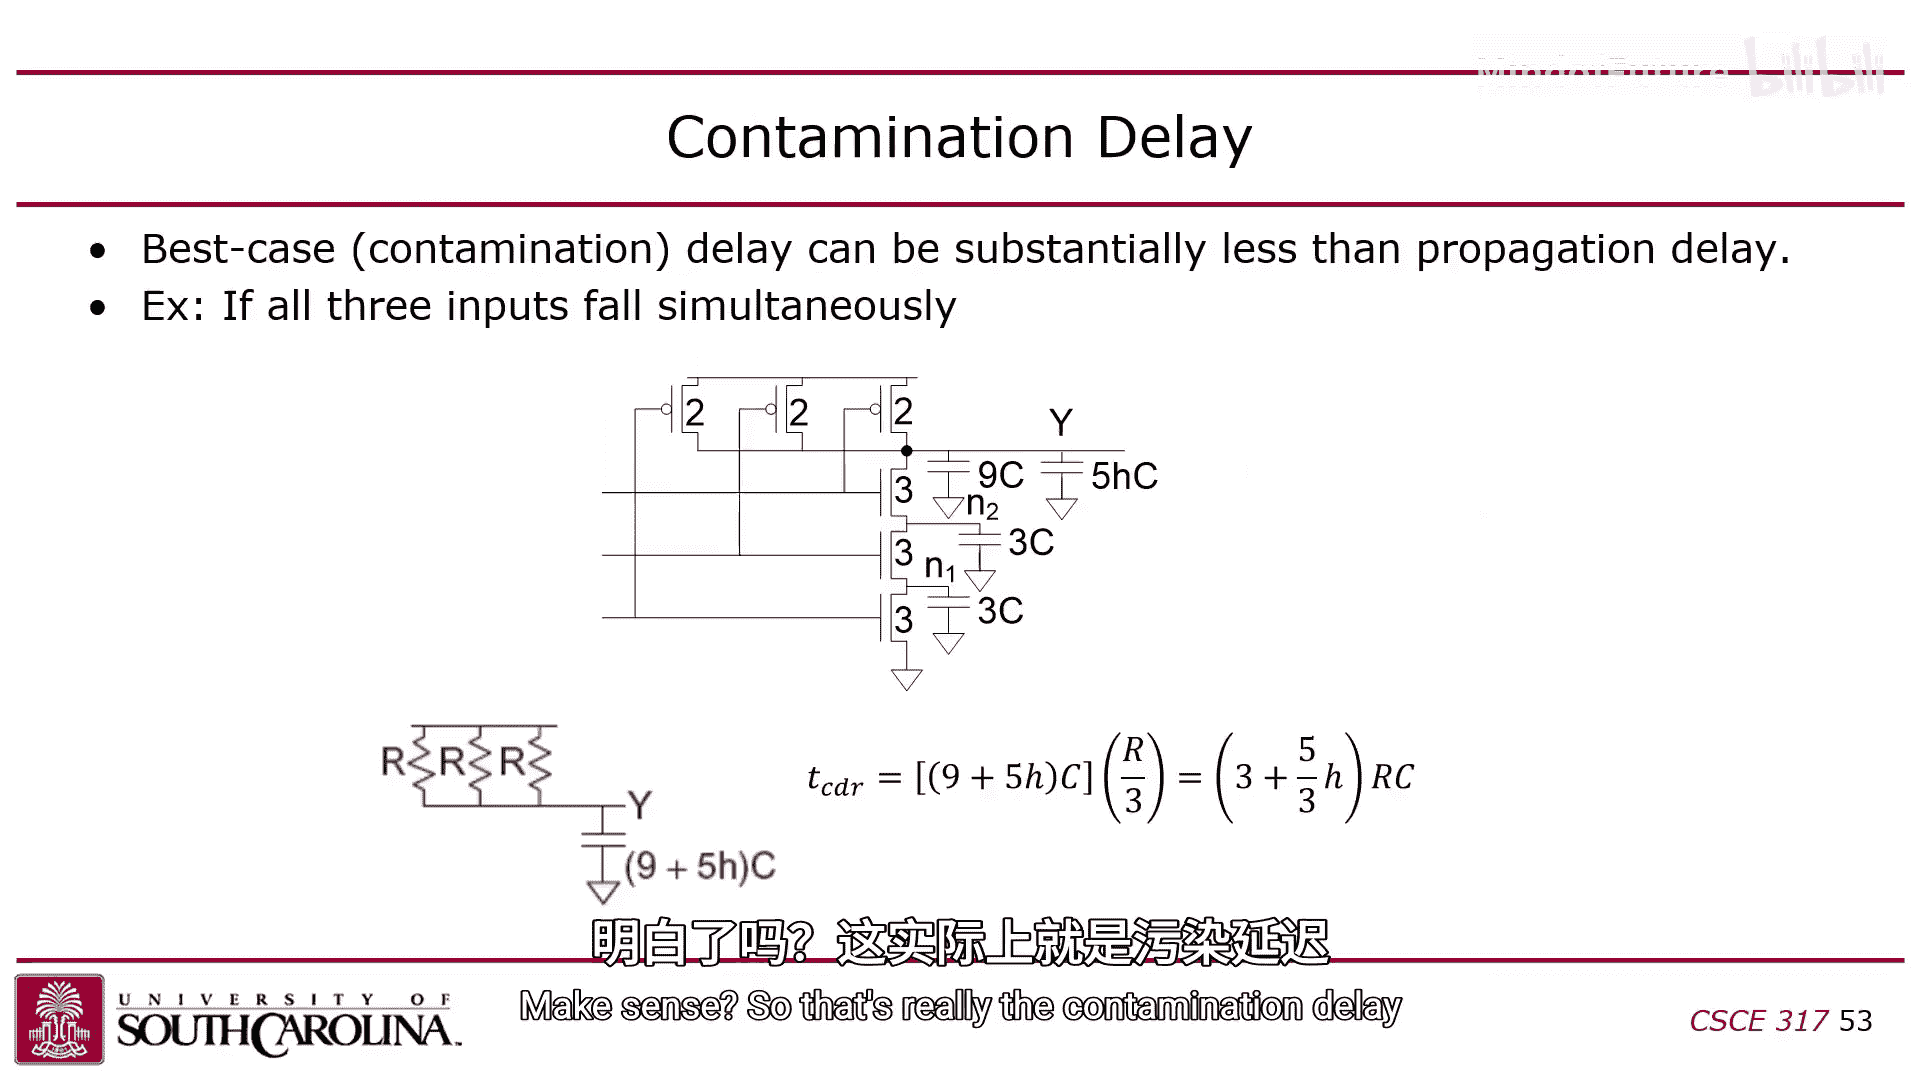 bilibili
Contamination Delay
• Best-case (contamination) delay can be substantially less than propagation delay.
• Ex: If all three inputs fall simultaneously
2 2 2
Y
3 9C 5hC
n₂
3 3C
n₁
3 3C
R R R
Y
(9 + 5h)C
t_cdr = [(9 + 5h)C](R/3) = (3 + 5/3 h) RC
明白了吗？这实际上就是污染延迟
Make sense? So that's really the contamination delay
UNIVERSITY OF
SOUTH CAROLINA
CSCE 317 53